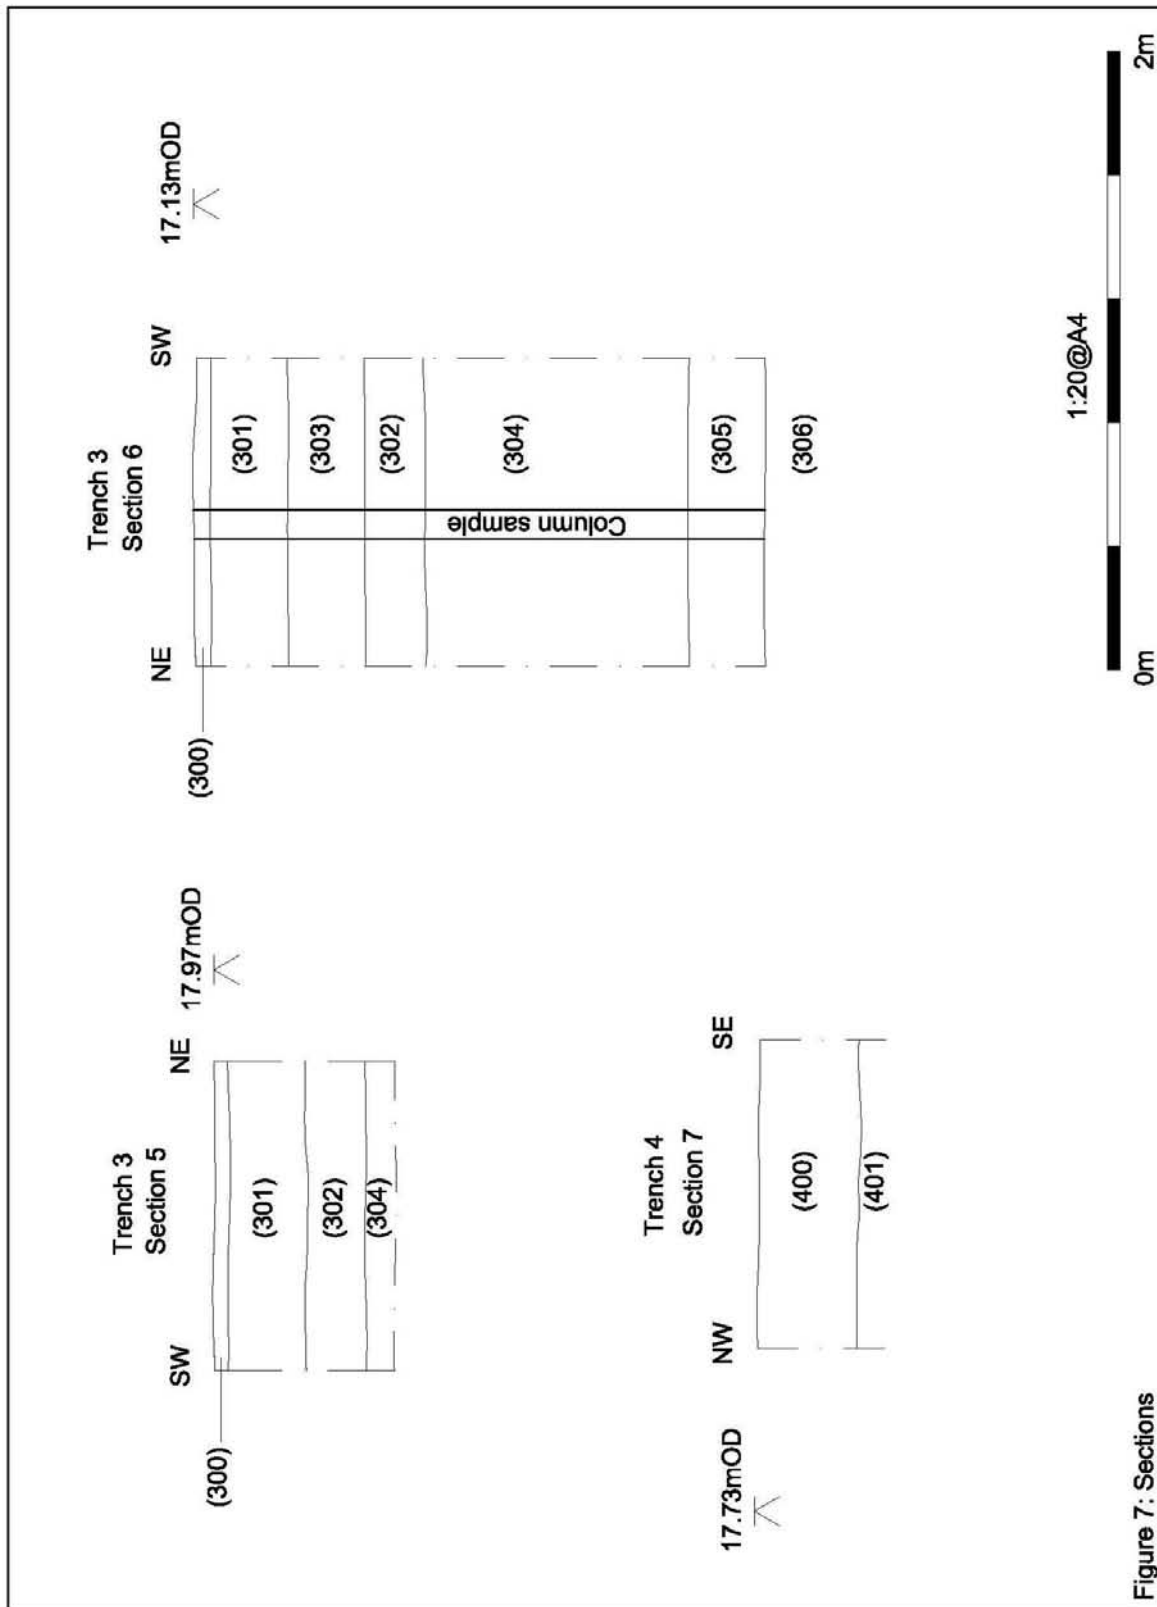 Trench 3
Section 5
SW
NE
17.97mOD
(300)
(301)
(302)
(304)
Trench 3
Section 6
NE
SW
17.13mOD
(300)
(301)
(303)
(302)
(304)
(305)
(306)
Column sample
Trench 4
Section 7
NW
SE
17.73mOD
(400)
(401)
1:20@A4
0m
2m
Figure 7: Sections